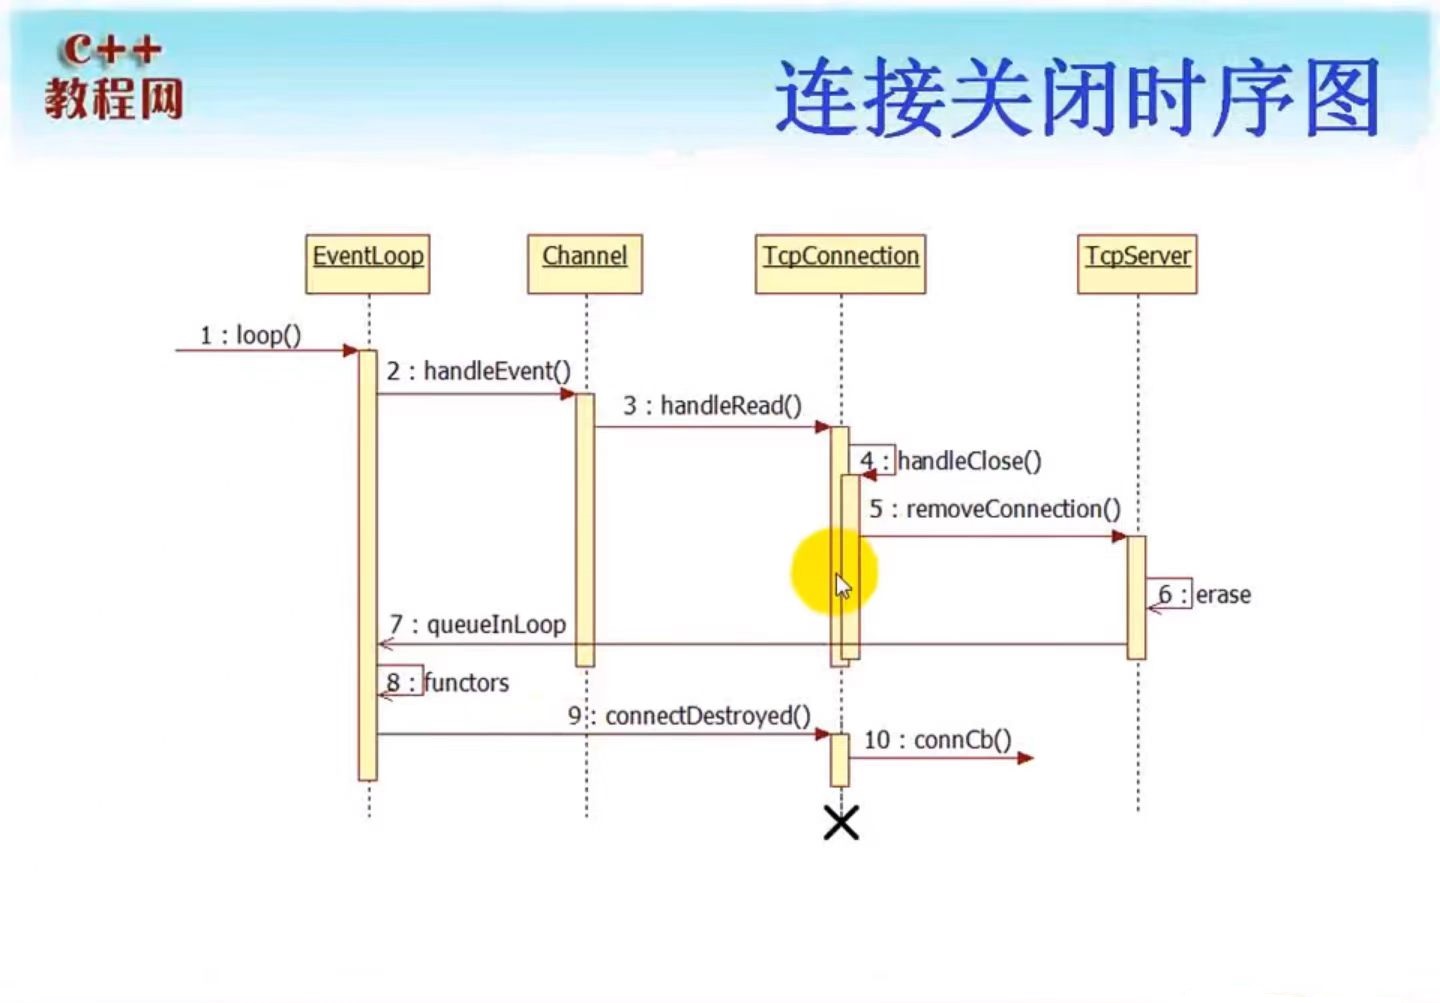 c++
教程网
连接关闭时序图
EventLoop
Channel
TcpConnection
TcpServer
1 : loop()
2 : handleEvent()
3 : handleRead()
4 : handleClose()
5 : removeConnection()
6 : erase
7 : queueInLoop
8 : functors
9 : connectDestroyed()
10 : connCb()